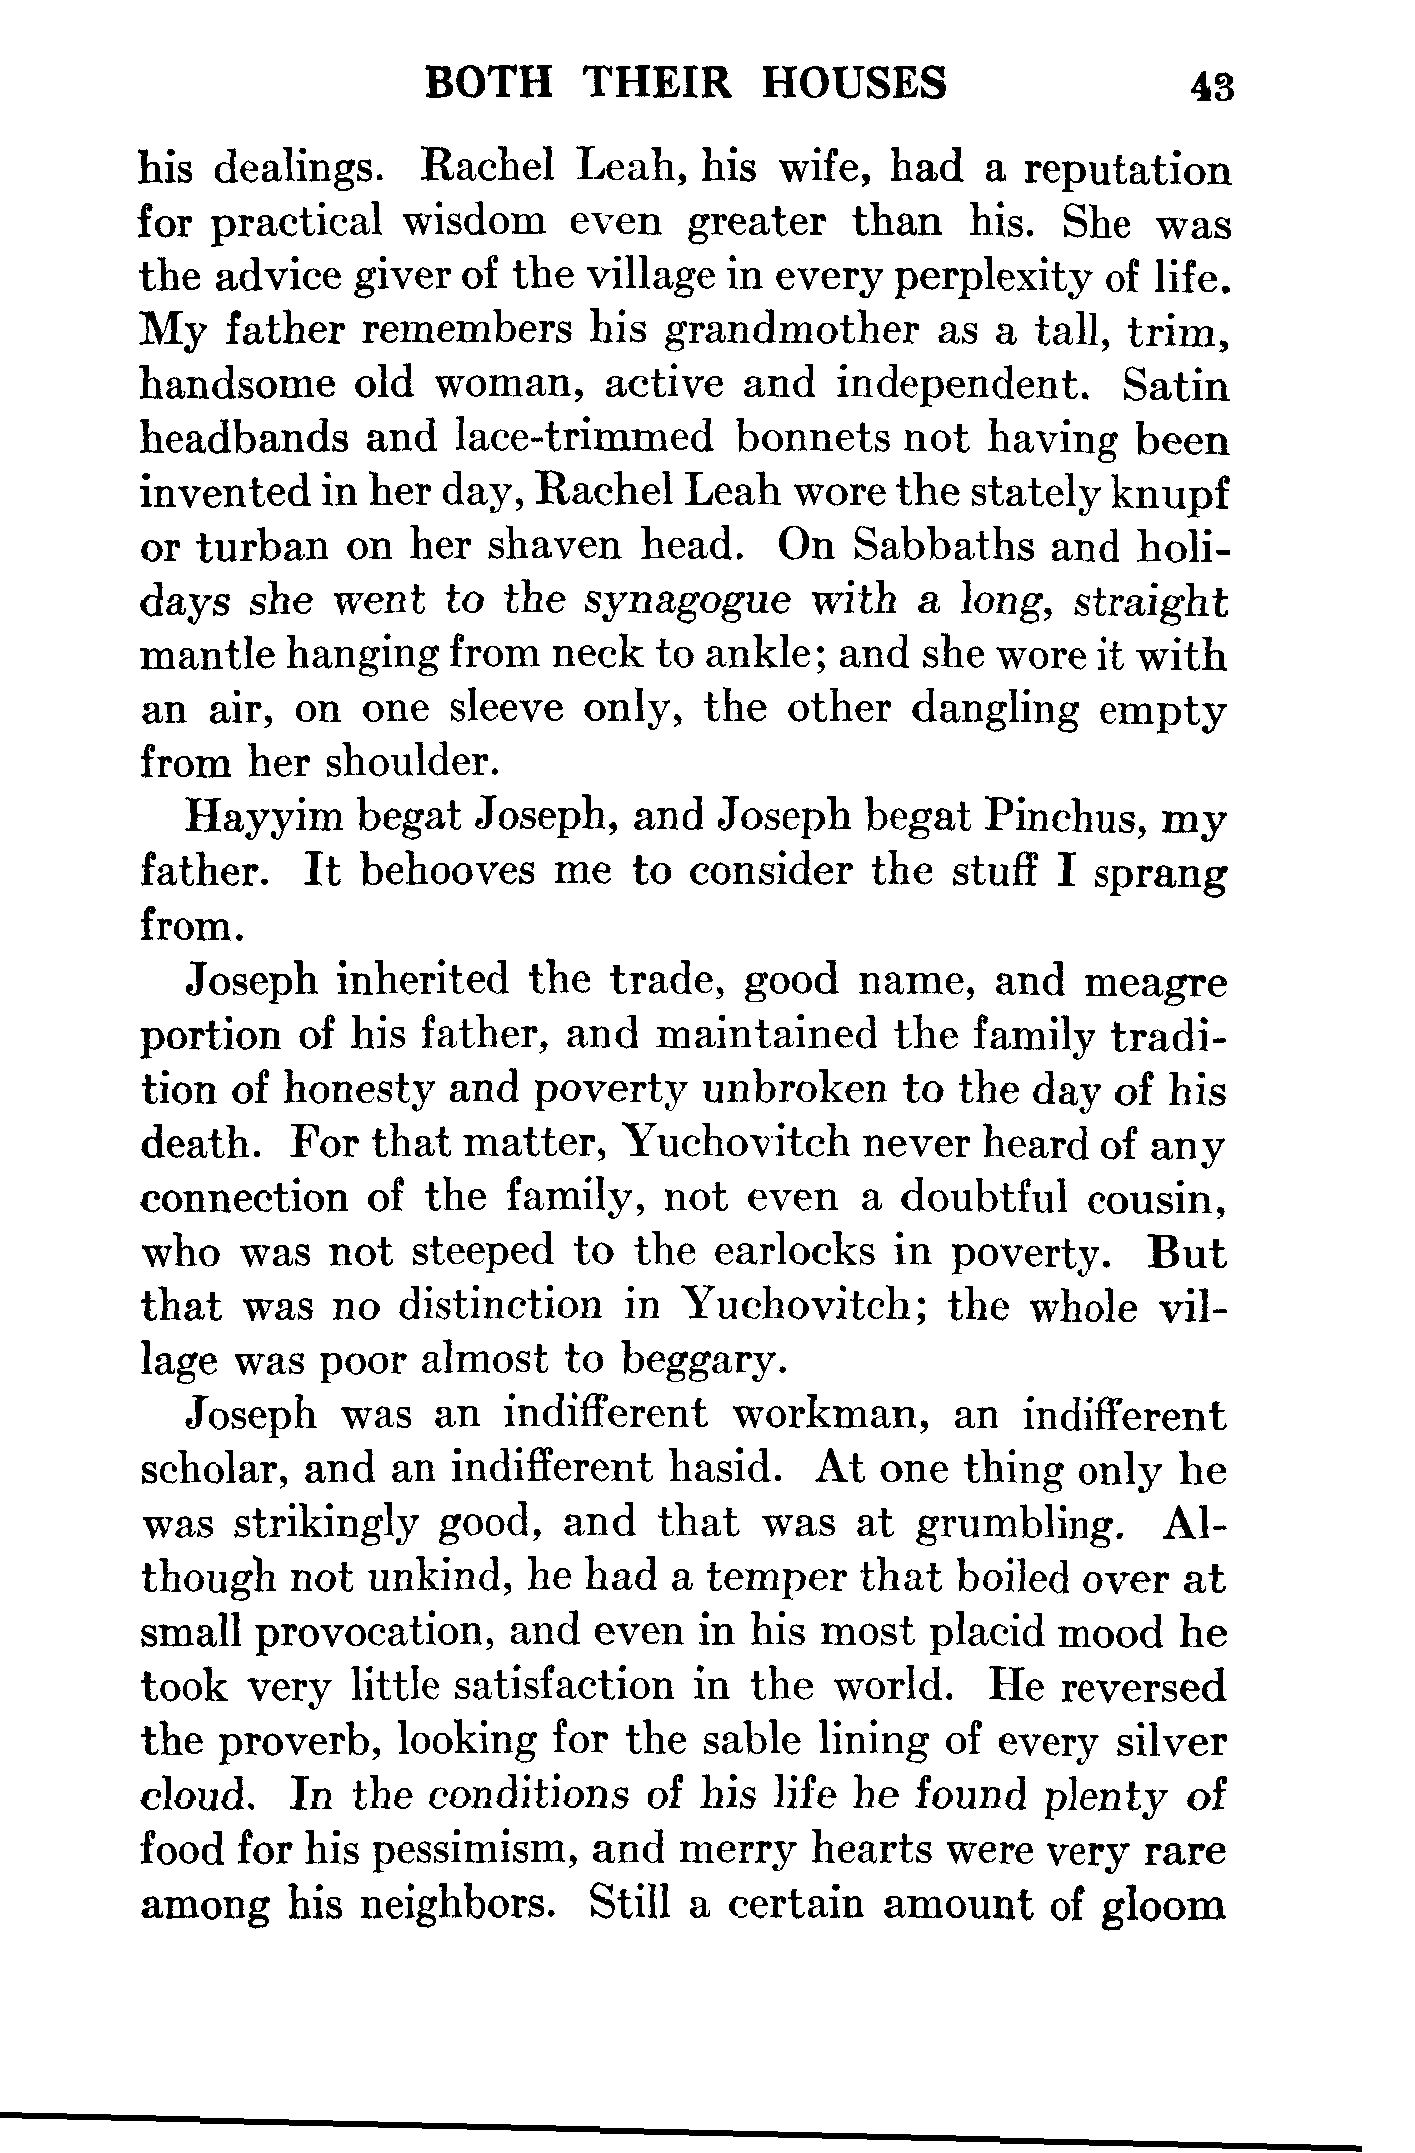 BOTH THEIR HOUSES 43
his dealings. Rachel Leah, his wife, had a reputation
for practical wisdom even greater than his. She was
the advice giver of the village in every perplexity of life.
My father remembers his grandmother as a tall, trim,
handsome old woman, active and independent. Satin
headbands and lace-trimmed bonnets not having been
invented in her day, Rachel Leah wore the stately knupf
or turban on her shaven head. On Sabbaths and holi-
days she went to the synagogue with a long, straight
mantle hanging from neck to ankle; and she wore it with
an air, on one sleeve only, the other dangling empty
from her shoulder.
Hayyim begat Joseph, and Joseph begat Pinchus, my
father. It behooves me to consider the stuff I sprang
from.
Joseph inherited the trade, good name, and meagre
portion of his father, and maintained the family tradi-
tion of honesty and poverty unbroken to the day of his
death. For that matter, Yuchovitch never heard of any
connection of the family, not even a doubtful cousin,
who was not steeped to the earlocks in poverty. But
that was no distinction in Yuchovitch; the whole vil-
lage was poor almost to beggary.
Joseph was an indifferent workman, an indifferent
scholar, and an indifferent hasid. At one thing only he
was strikingly good, and that was at grumbling. Al-
though not unkind, he had a temper that boiled over at
small provocation, and even in his most placid mood he
took very little satisfaction in the world. He reversed
the proverb, looking for the sable lining of every silver
cloud. In the conditions of his life he found plenty of
food for his pessimism, and merry hearts were very rare
among his neighbors. Still a certain amount of gloom